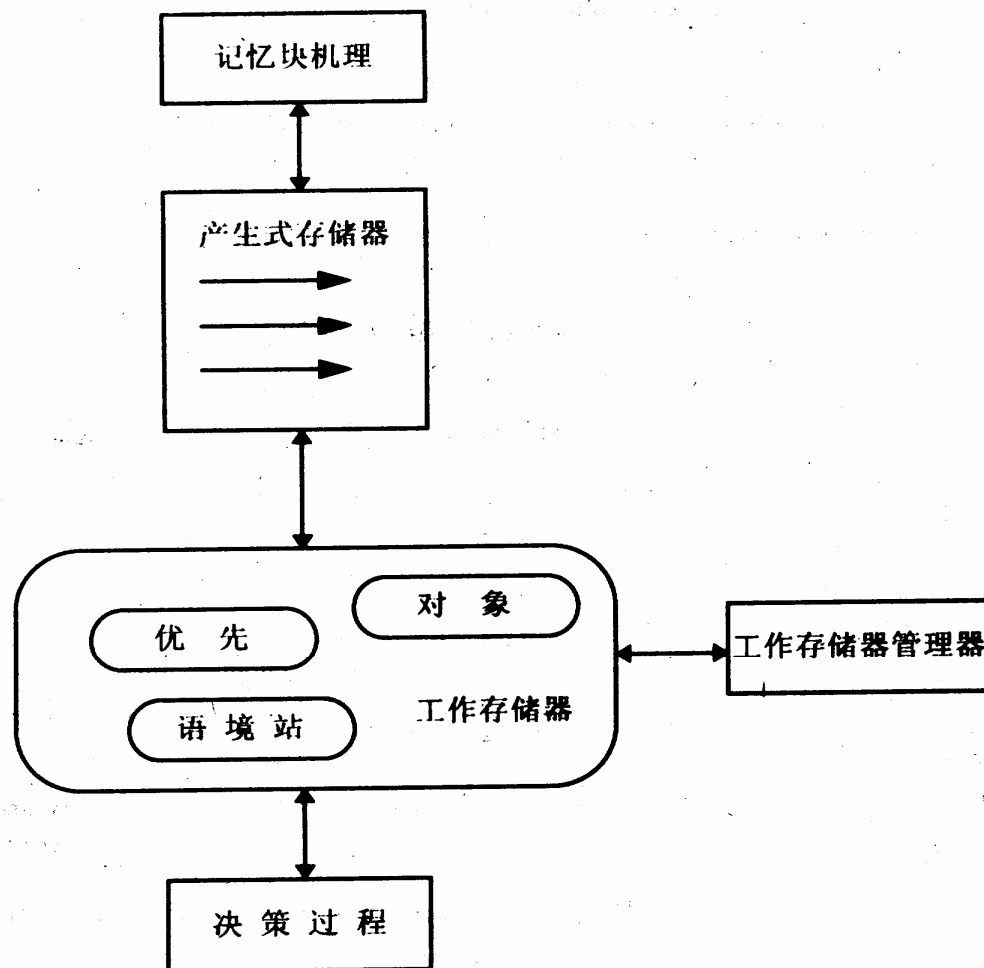 记忆块机理
产生式存储器
对 象
优 先
工作存储器管理器
工作存储器
语 境 站
决 策 过 程